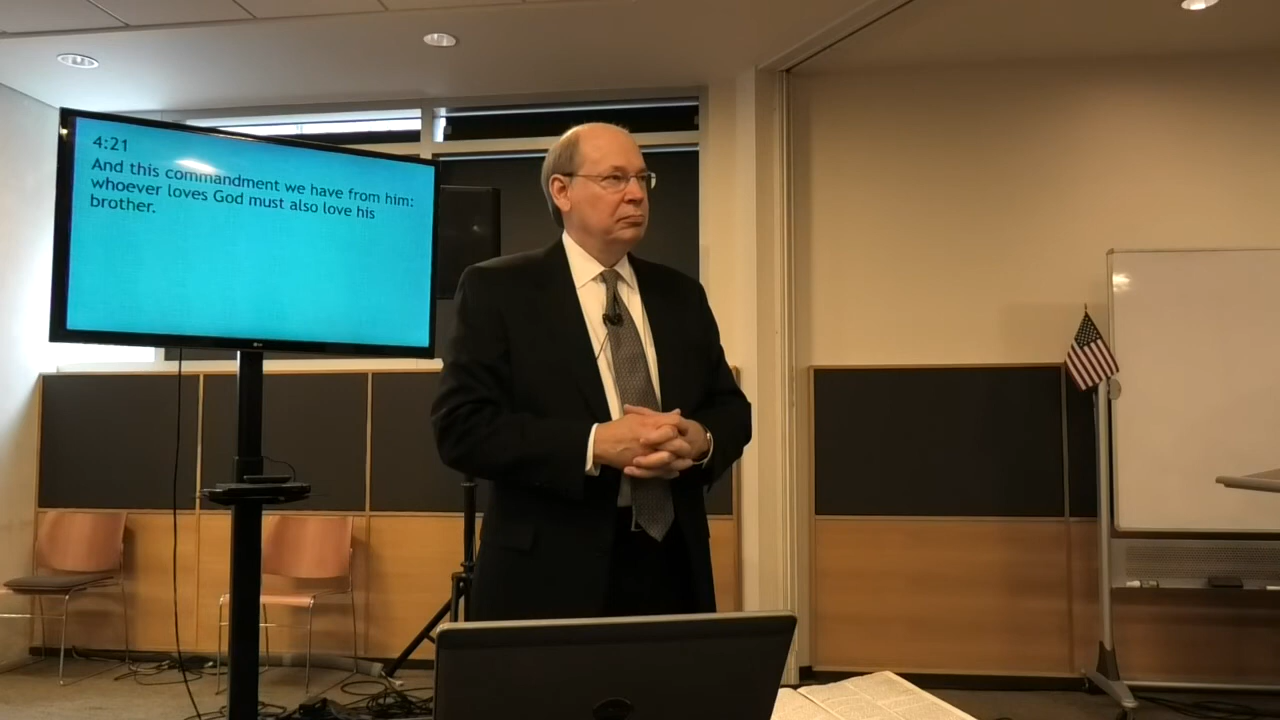 4:21
And this commandment we have from him:
whoever loves God must also love his
brother.